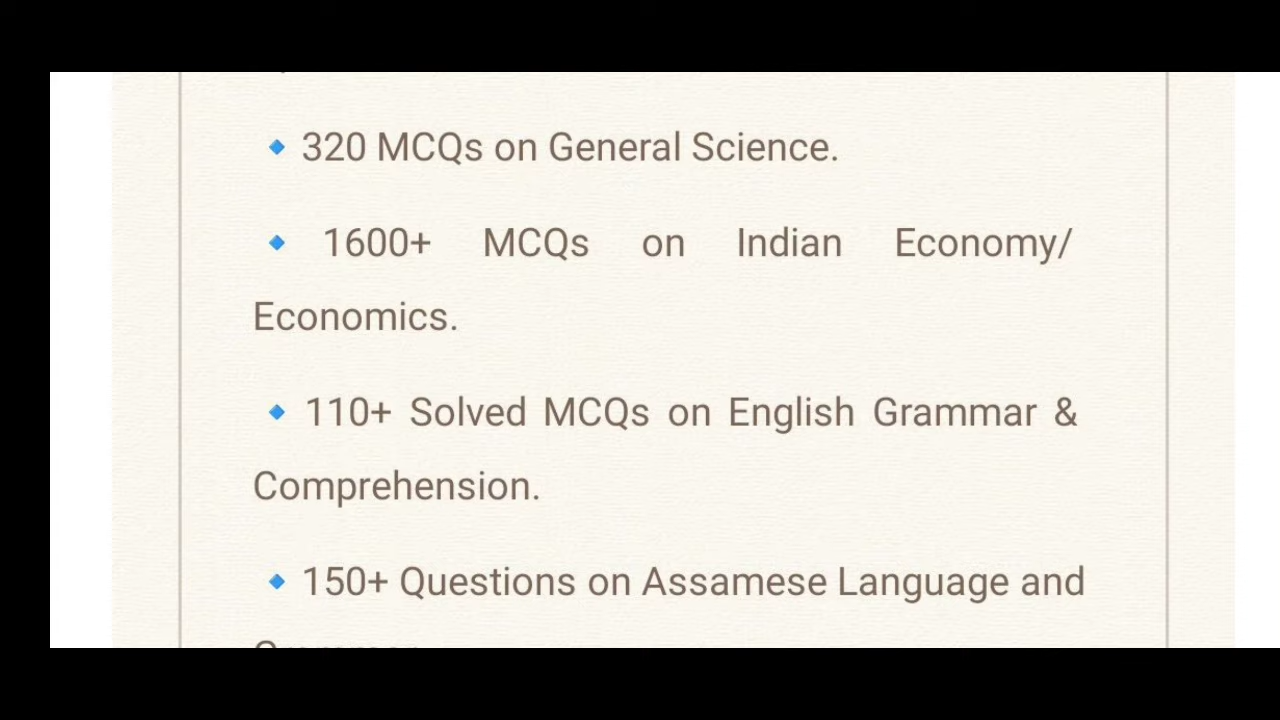 🔹 320 MCQs on General Science.
🔹 1600+ MCQs on Indian Economy/
Economics.
🔹 110+ Solved MCQs on English Grammar &
Comprehension.
🔹 150+ Questions on Assamese Language and